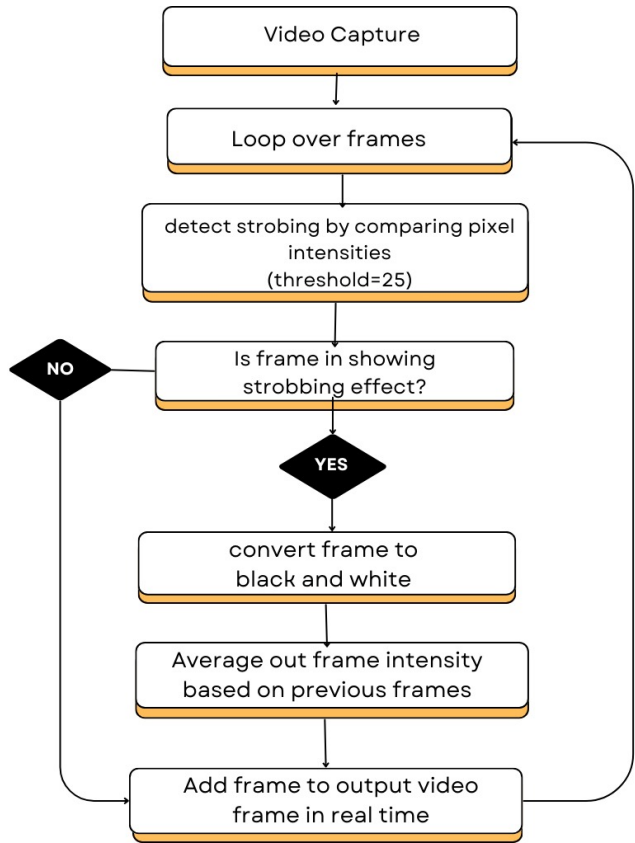 Video Capture
Loop over frames
detect strobing by comparing pixel
intensities
(threshold=25)
Is frame in showing
strobbing effect?
NO
YES
convert frame to
black and white
Average out frame intensity
based on previous frames
Add frame to output video
frame in real time